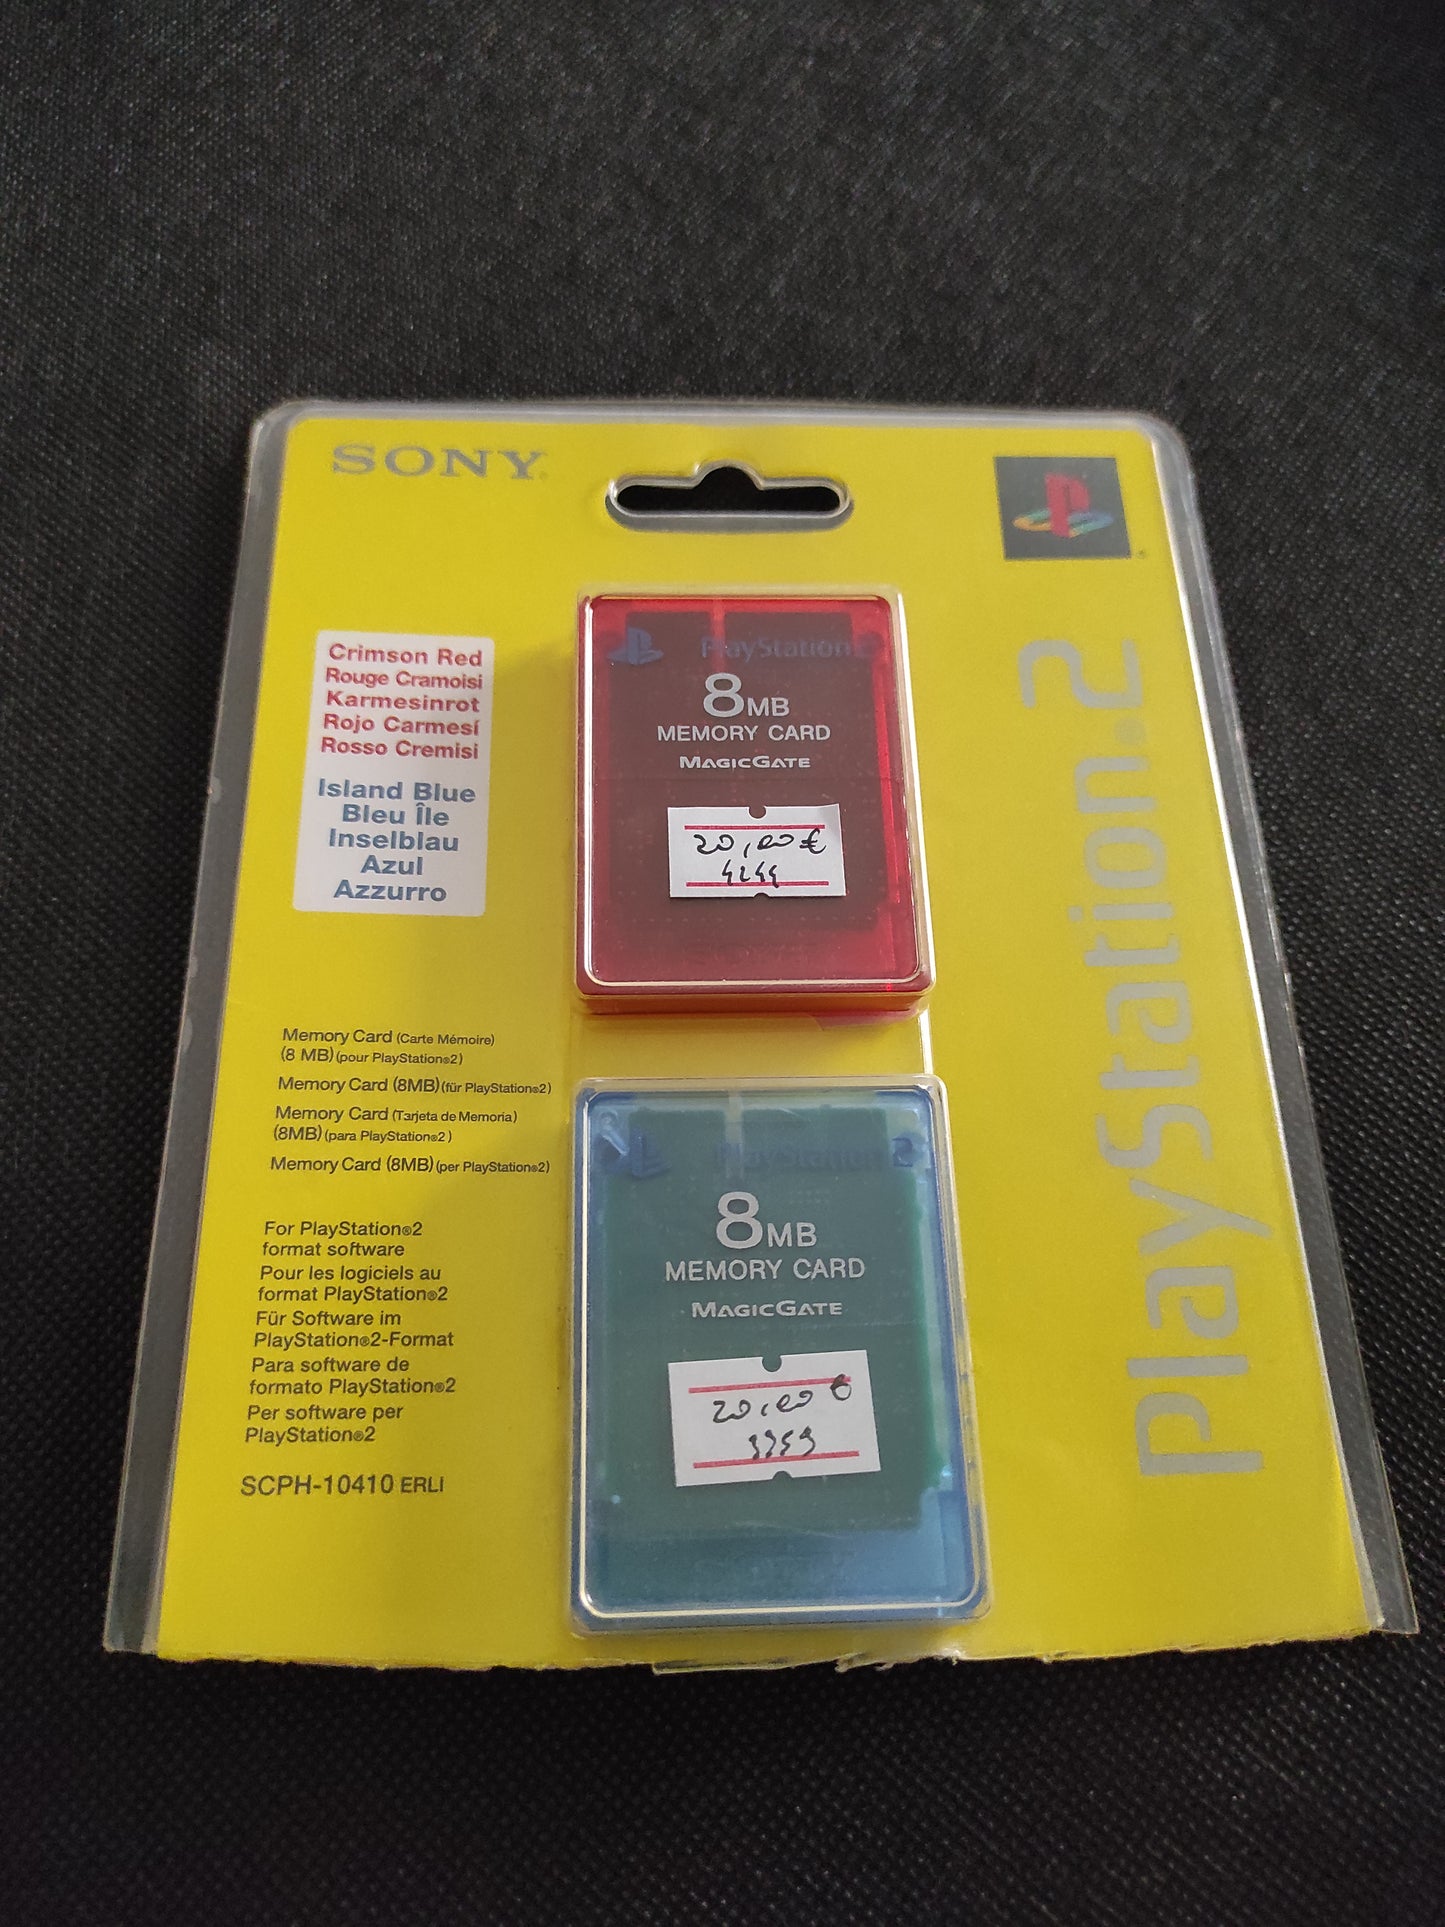 SONY
Crimson Red
Rouge Cramoisi
Karmesinrot
Rojo Carmesí
Rosso Cremisi
Island Blue
Bleu Île
Inselblau
Azul
Azzurro
Memory Card (Carte Mémoire)
(8 MB) (pour PlayStation®2)
Memory Card (8MB) (für PlayStation®2)
Memory Card (Tarjeta de Memoria)
(8MB) (para PlayStation®2)
Memory Card (8MB) (per PlayStation®2)
For PlayStation®2
format software
Pour les logiciels au
format PlayStation®2
Für Software im
PlayStation®2-Format
Para software de
formato PlayStation®2
Per software per
PlayStation®2
SCPH-10410 ERLI
PlayStation 2
8MB
MEMORY CARD
MAGICGATE
20,00 €
PlayStation 2
8MB
MEMORY CARD
MAGICGATE
20,00 €
PlayStation.2